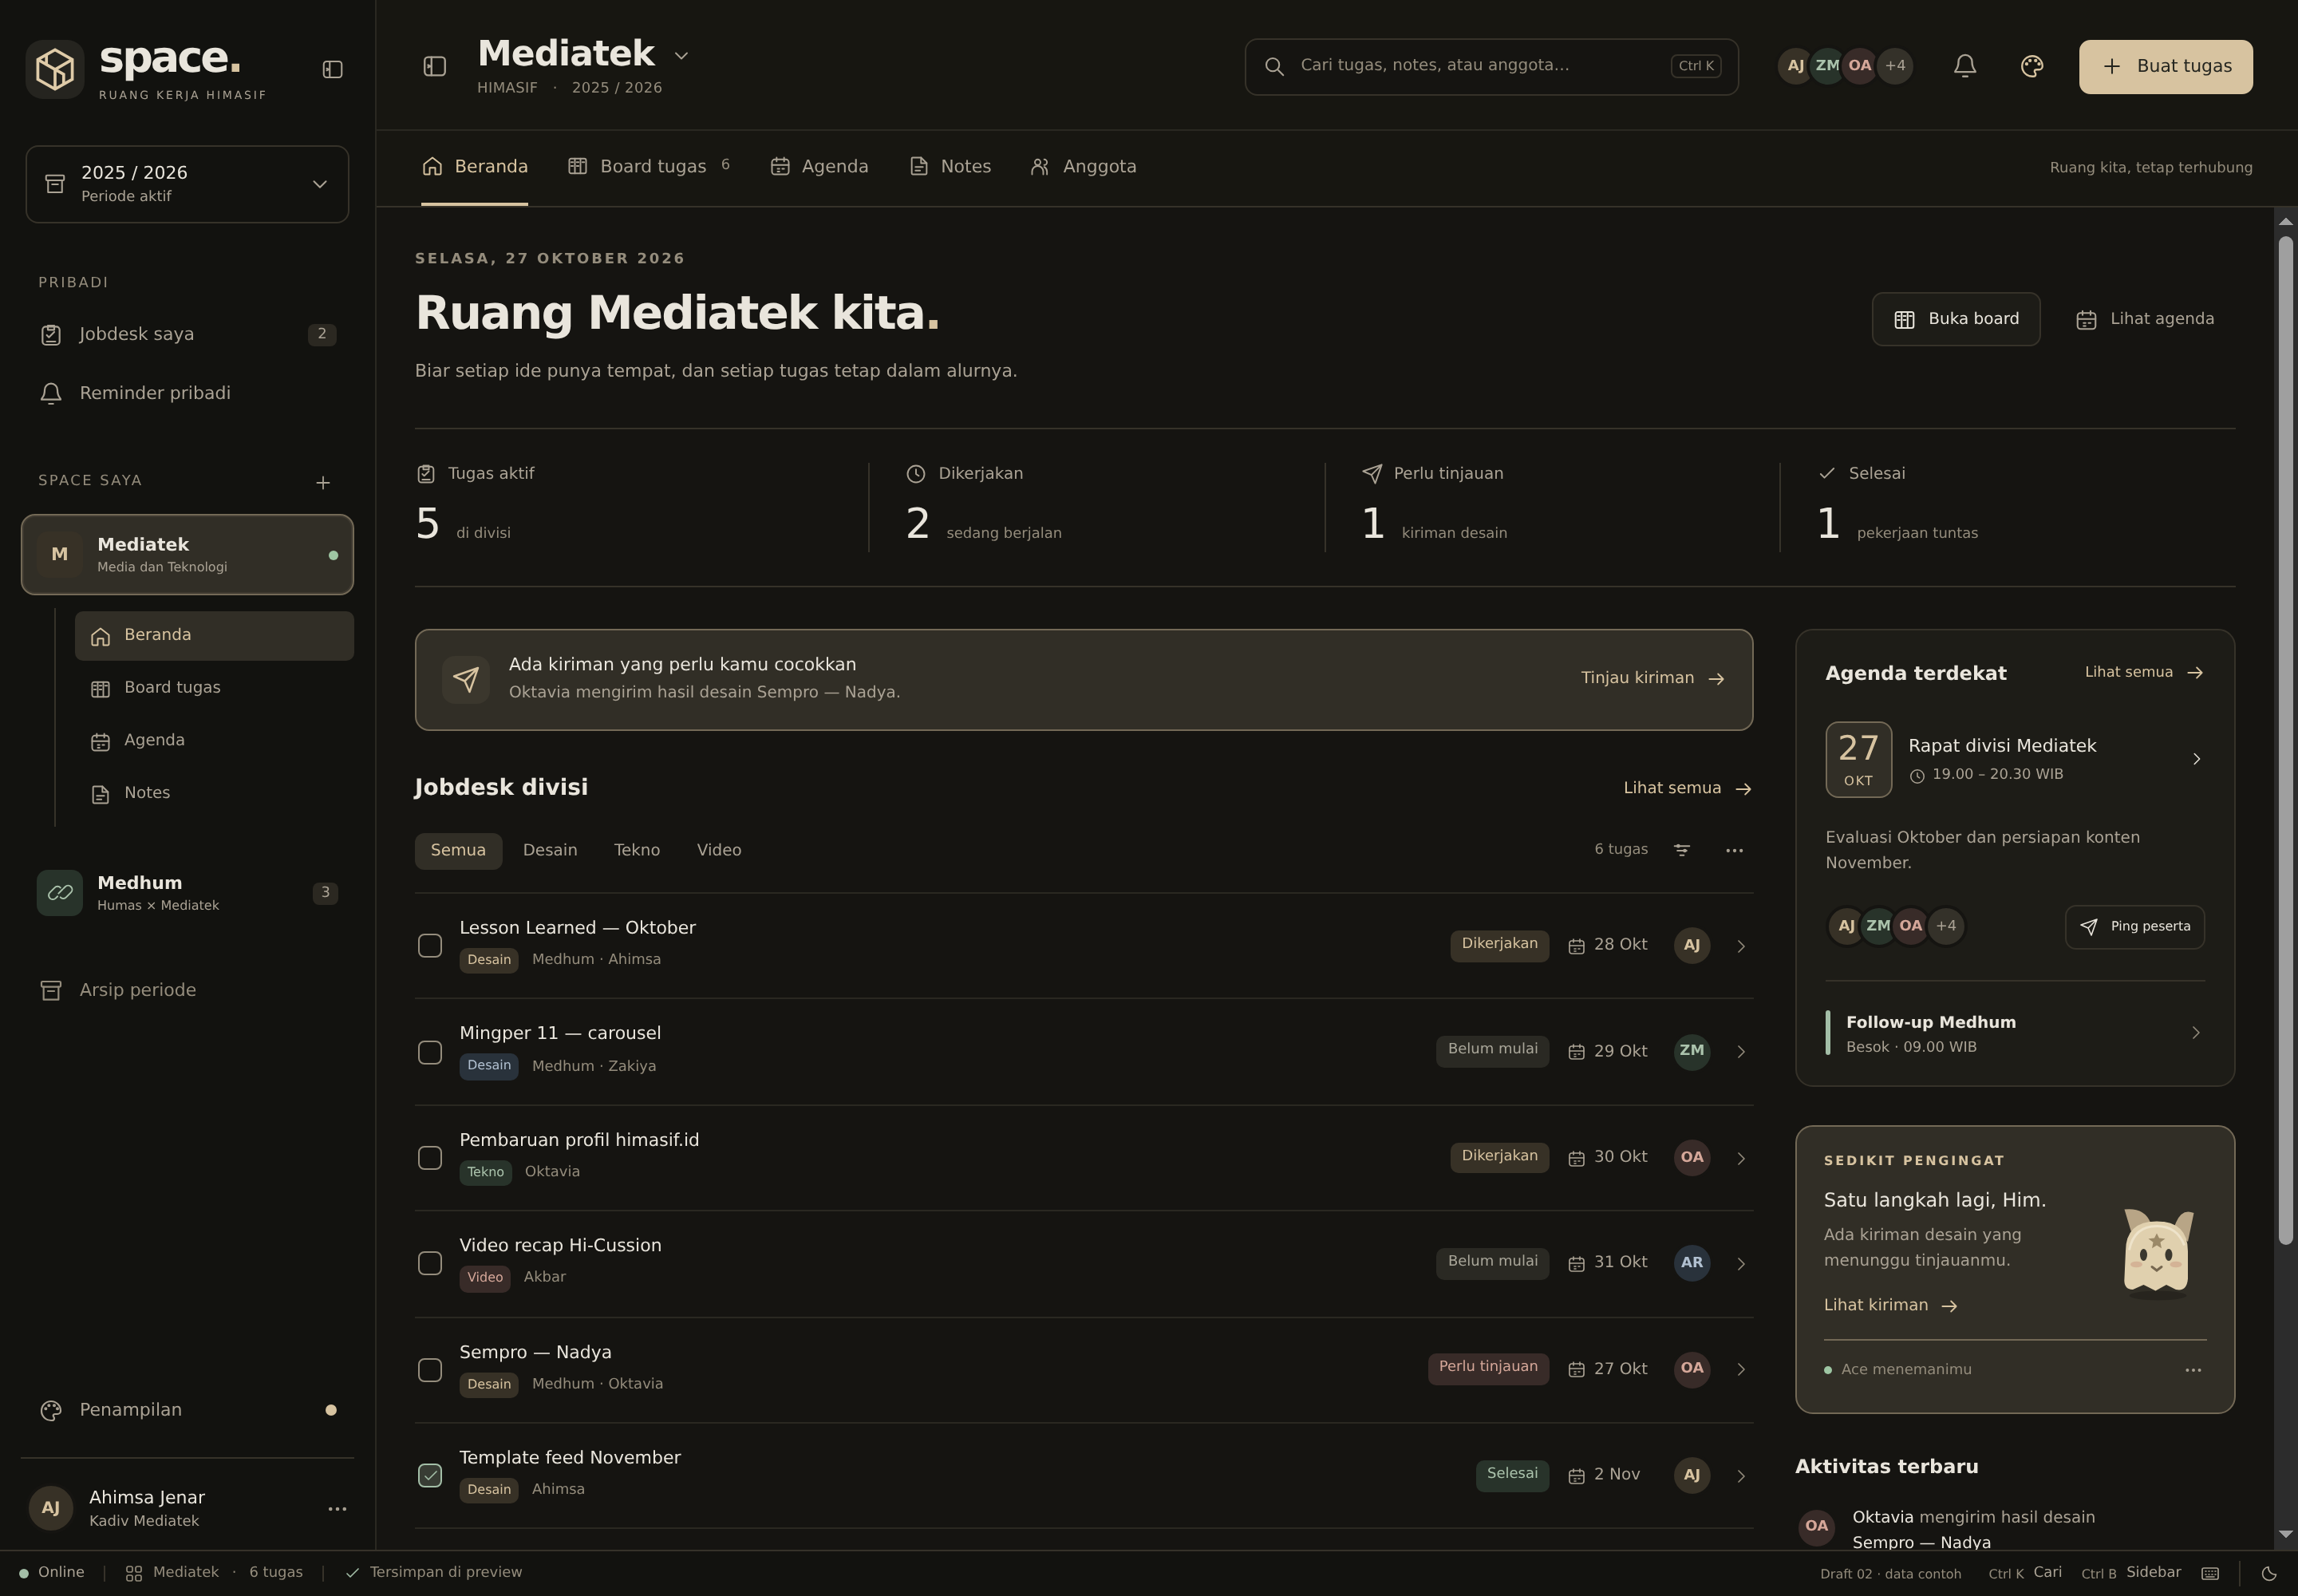 space.
RUANG KERJA HIMASIF
2025 / 2026
Periode aktif
PRIBADI
Jobdesk saya 2
Reminder pribadi
SPACE SAYA
M
Mediatek
Media dan Teknologi
Beranda
Board tugas
Agenda
Notes
Medhum
Humas × Mediatek
3
Arsip periode
Penampilan
AJ
Ahimsa Jenar
Kadiv Mediatek
Mediatek
HIMASIF · 2025 / 2026
Cari tugas, notes, atau anggota... Ctrl K
AJ ZM OA +4
Buat tugas
Beranda Board tugas 6 Agenda Notes Anggota
Ruang kita, tetap terhubung
SELASA, 27 OKTOBER 2026
Ruang Mediatek kita.
Biar setiap ide punya tempat, dan setiap tugas tetap dalam alurnya.
Buka board Lihat agenda
Tugas aktif
5 di divisi
Dikerjakan
2 sedang berjalan
Perlu tinjauan
1 kiriman desain
Selesai
1 pekerjaan tuntas
Ada kiriman yang perlu kamu cocokkan
Oktavia mengirim hasil desain Sempro — Nadya.
Tinjau kiriman
Jobdesk divisi
Lihat semua
Semua Desain Tekno Video
6 tugas
Lesson Learned — Oktober
Desain Medhum · Ahimsa
Dikerjakan 28 Okt AJ
Mingper 11 — carousel
Desain Medhum · Zakiya
Belum mulai 29 Okt ZM
Pembaruan profil himasif.id
Tekno Oktavia
Dikerjakan 30 Okt OA
Video recap Hi-Cussion
Video Akbar
Belum mulai 31 Okt AR
Sempro — Nadya
Desain Medhum · Oktavia
Perlu tinjauan 27 Okt OA
Template feed November
Desain Ahimsa
Selesai 2 Nov AJ
Agenda terdekat
Lihat semua
27
OKT
Rapat divisi Mediatek
19.00 – 20.30 WIB
Evaluasi Oktober dan persiapan konten
November.
AJ ZM OA +4
Ping peserta
Follow-up Medhum
Besok · 09.00 WIB
SEDIKIT PENGINGAT
Satu langkah lagi, Him.
Ada kiriman desain yang
menunggu tinjauanmu.
Lihat kiriman
Ace menemanimu
Aktivitas terbaru
OA
Oktavia mengirim hasil desain
Sempro — Nadya
Online Mediatek · 6 tugas Tersimpan di preview
Draft 02 · data contoh Ctrl K Cari Ctrl B Sidebar